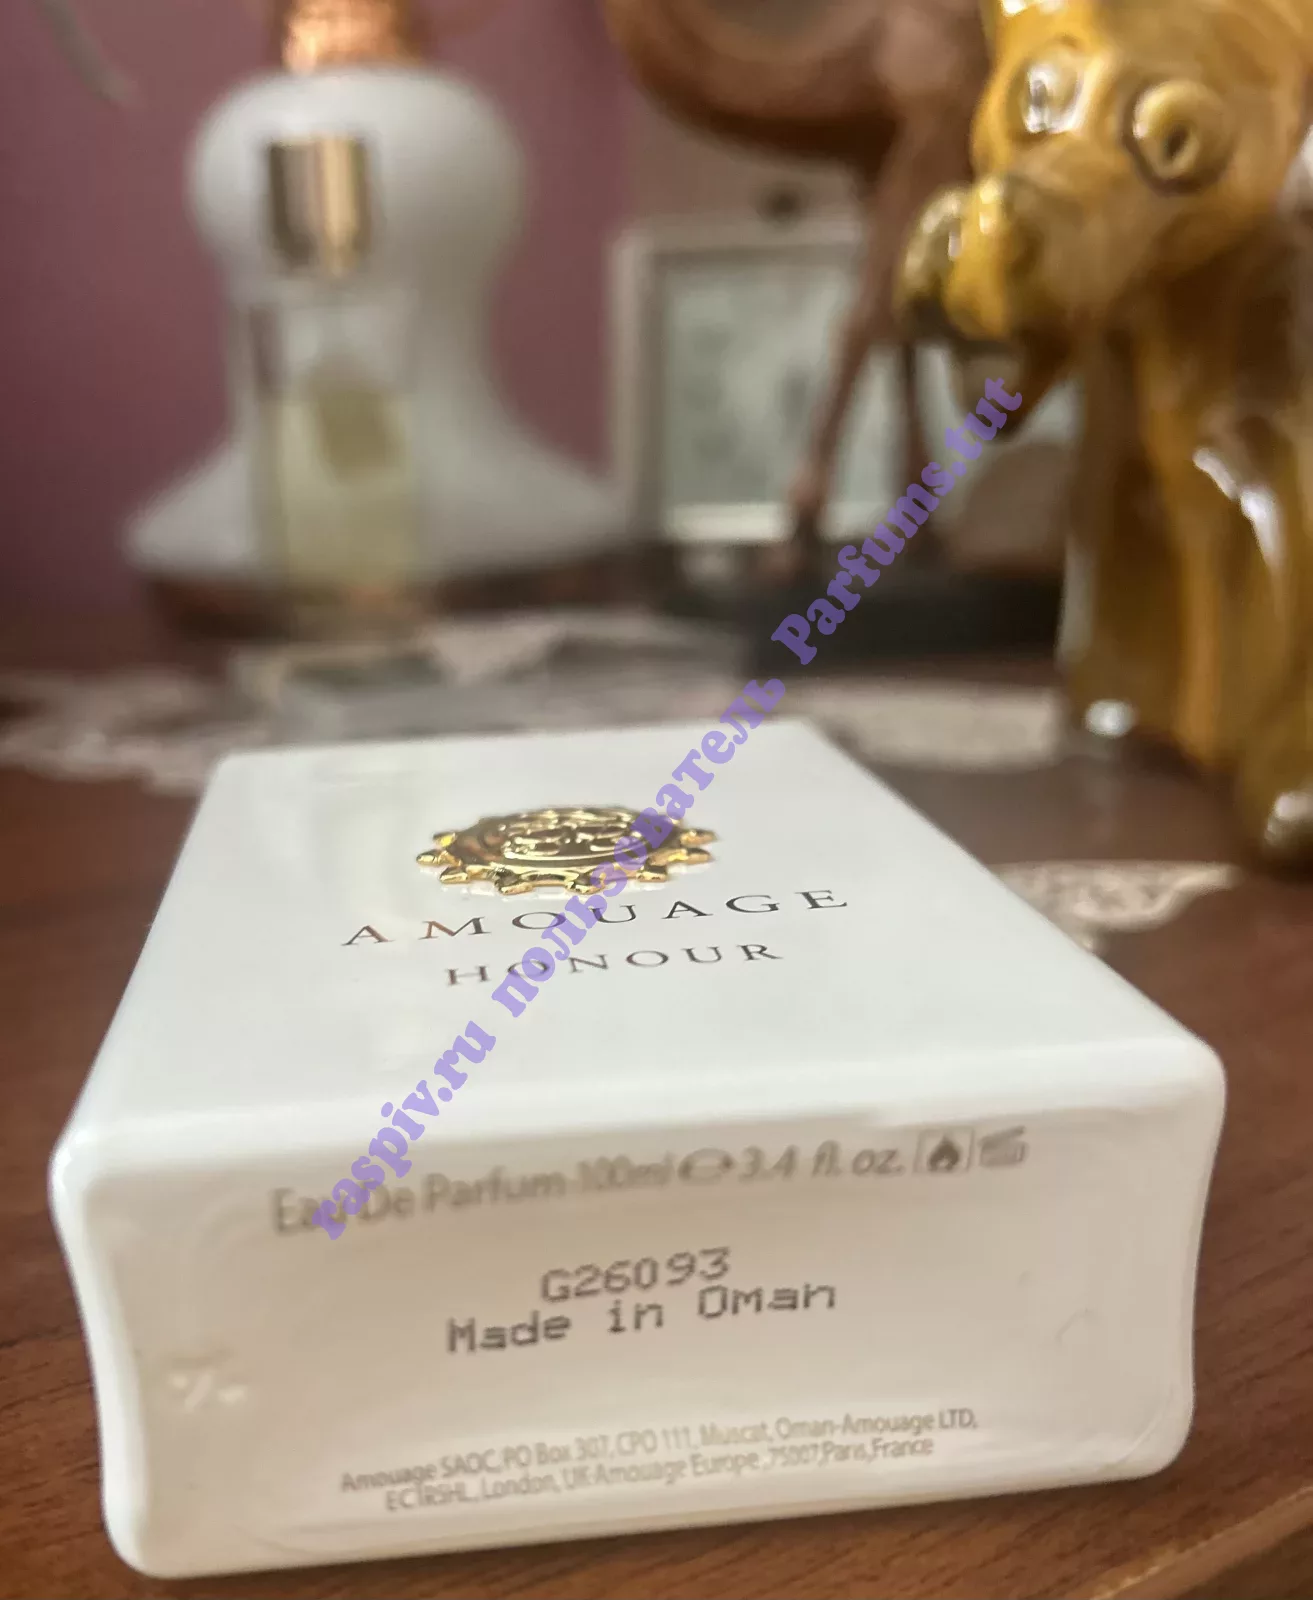 AMOUAGE
HONOUR
raspiv.ru пользователь Parfums.tut
Eau De Parfum 100ml e 3.4 fl. oz.
G26093
Made in Oman
Amouage SAOC, PO Box 307, CPO 111, Muscat, Oman-Amouage LTD,
London, UK-Amouage Europe, 75007, Paris, France